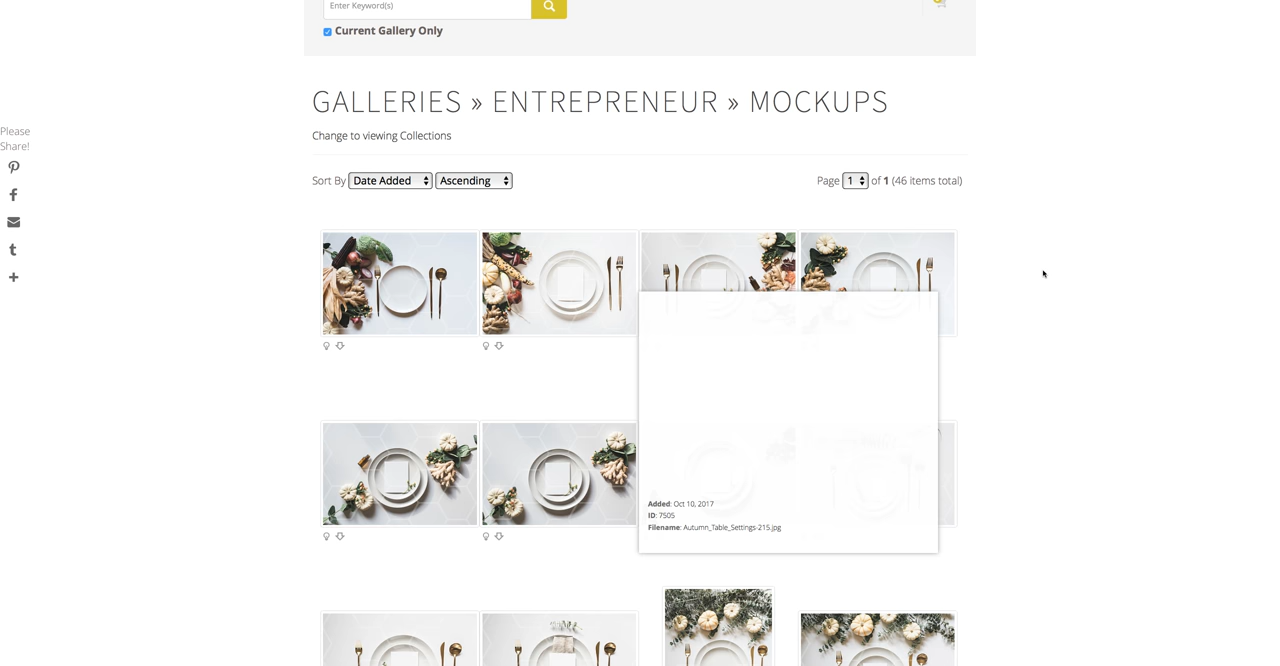 Enter Keyword(s)
Current Gallery Only
GALLERIES » ENTREPRENEUR » MOCKUPS
Change to viewing Collections
Please
Share!
Sort By Date Added Ascending
Page 1 of 1 (46 items total)
Added: Oct 10, 2017
ID: 7505
Filename: Autumn_Table_Settings-215.jpg